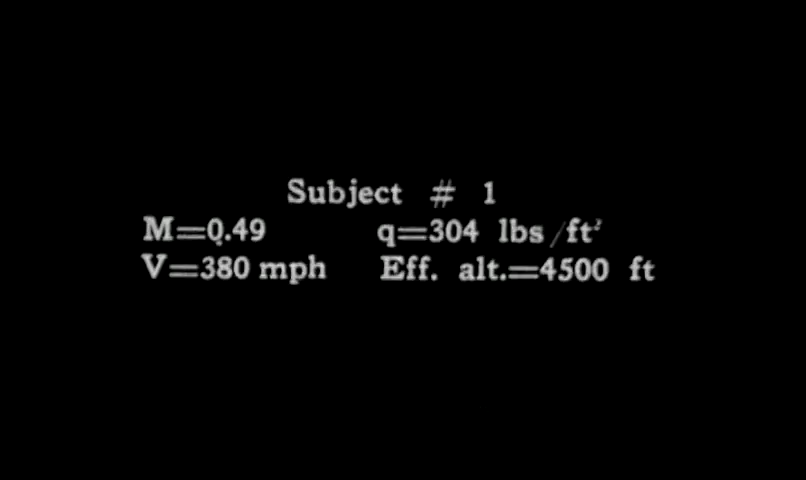 Subject # 1
M=0.49 q=304 lbs/ft²
V=380 mph Eff. alt.=4500 ft